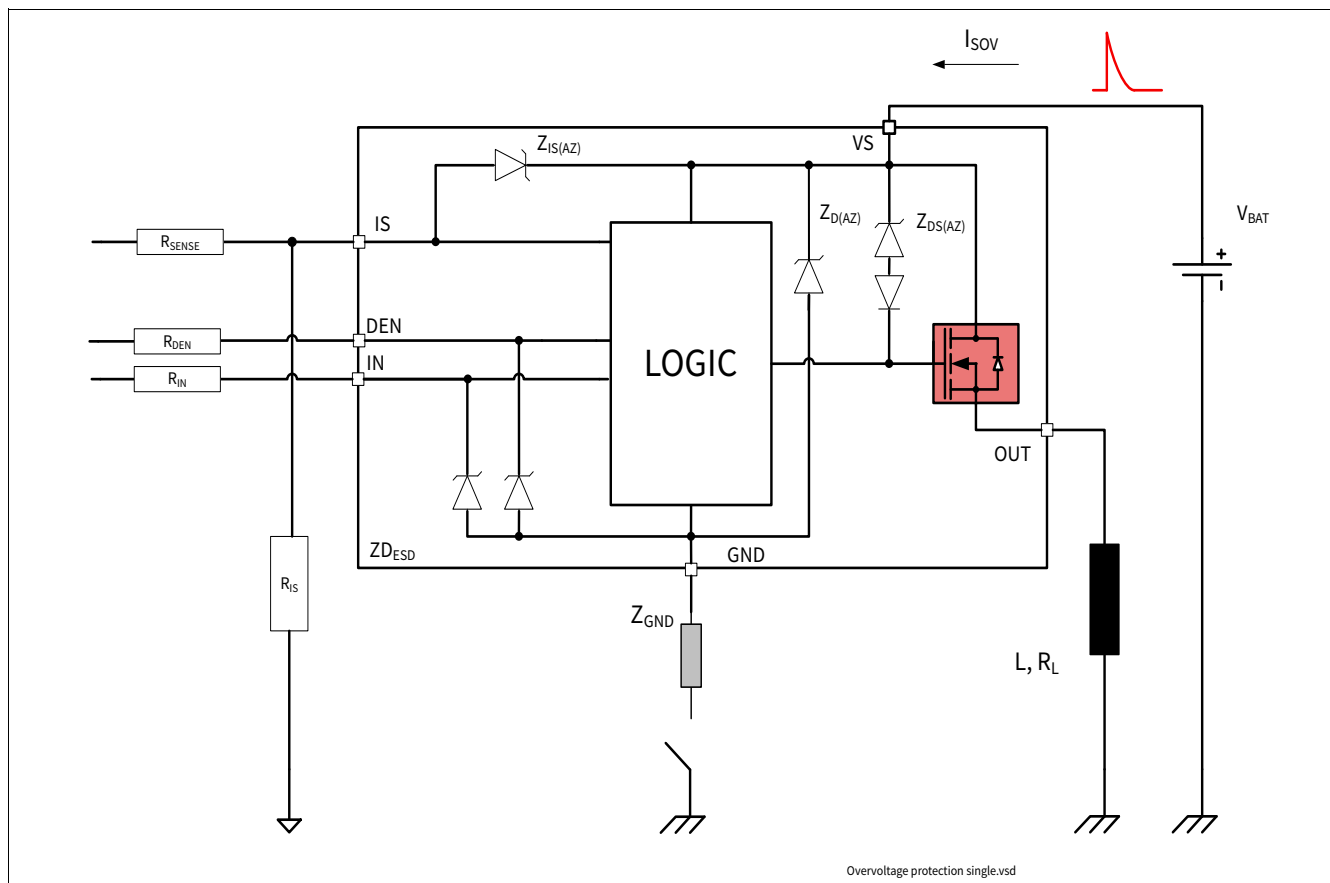 I_SOV
VS
Z_IS(AZ)
Z_D(AZ)
Z_DS(AZ)
V_BAT
+
IS
R_SENSE
DEN
R_DEN
IN
R_IN
LOGIC
OUT
ZD_ESD
GND
R_IS
Z_GND
L, R_L
Overvoltage protection single.vsd